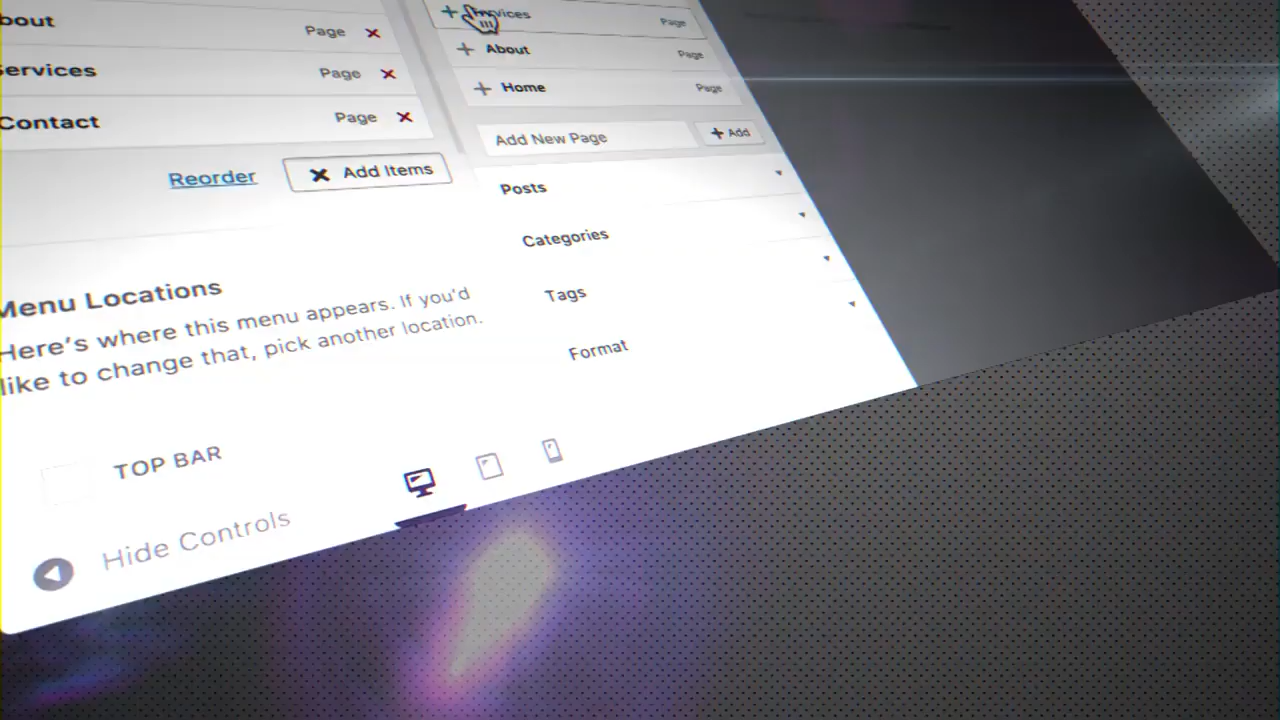 bout
Page
ervices
Page
Contact
Page
Reorder
Add Items
Menu Locations
Here's where this menu appears. If you'd
like to change that, pick another location.
TOP BAR
Hide Controls
Services
Page
About
Page
Home
Page
Add New Page
Add
Posts
Categories
Tags
Format